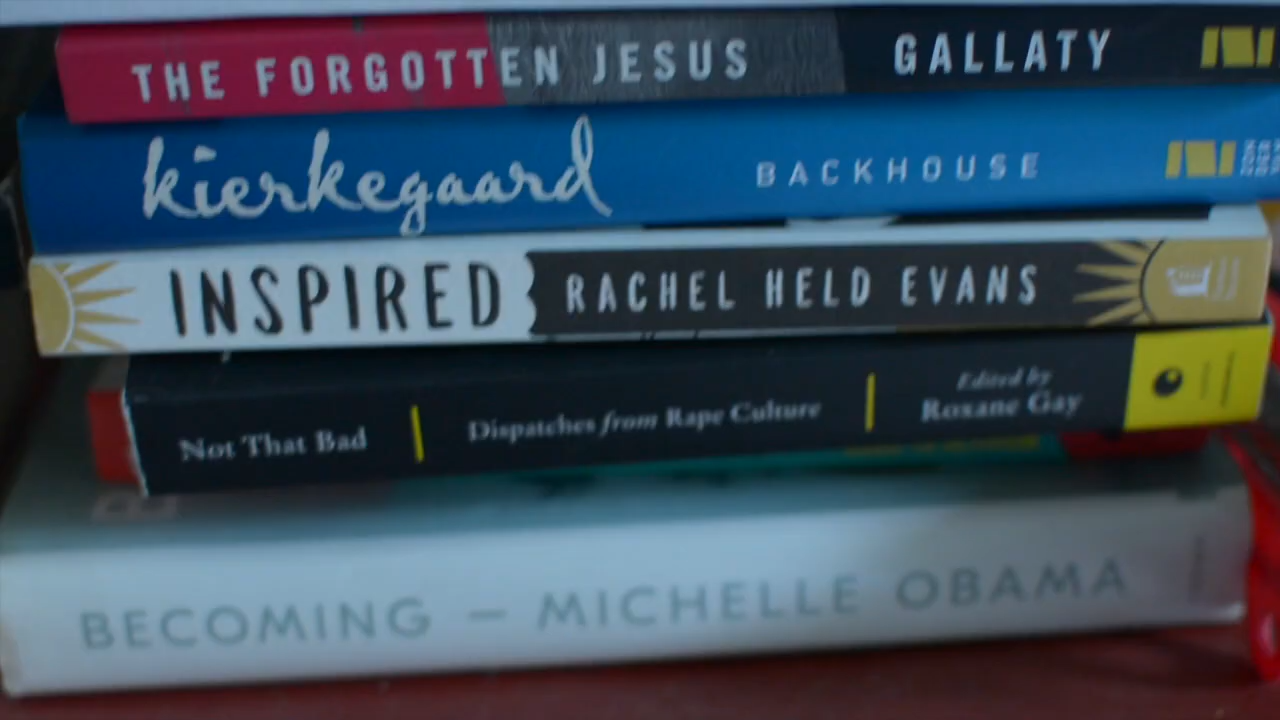 THE FORGOTTEN JESUS GALLATY
kierkegaard BACKHOUSE
INSPIRED RACHEL HELD EVANS
Not That Bad Dispatches from Rape Culture Edited by
Roxane Gay
BECOMING – MICHELLE OBAMA